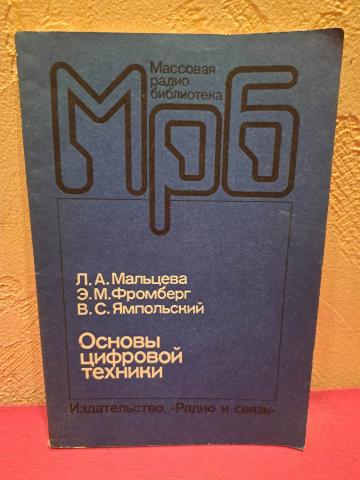 Массовая
радио
библиотека
МРБ
Л.А.Мальцева
Э.М.Фромберг
В.С.Ямпольский
Основы
цифровой
техники
Издательство «Радио и связь»